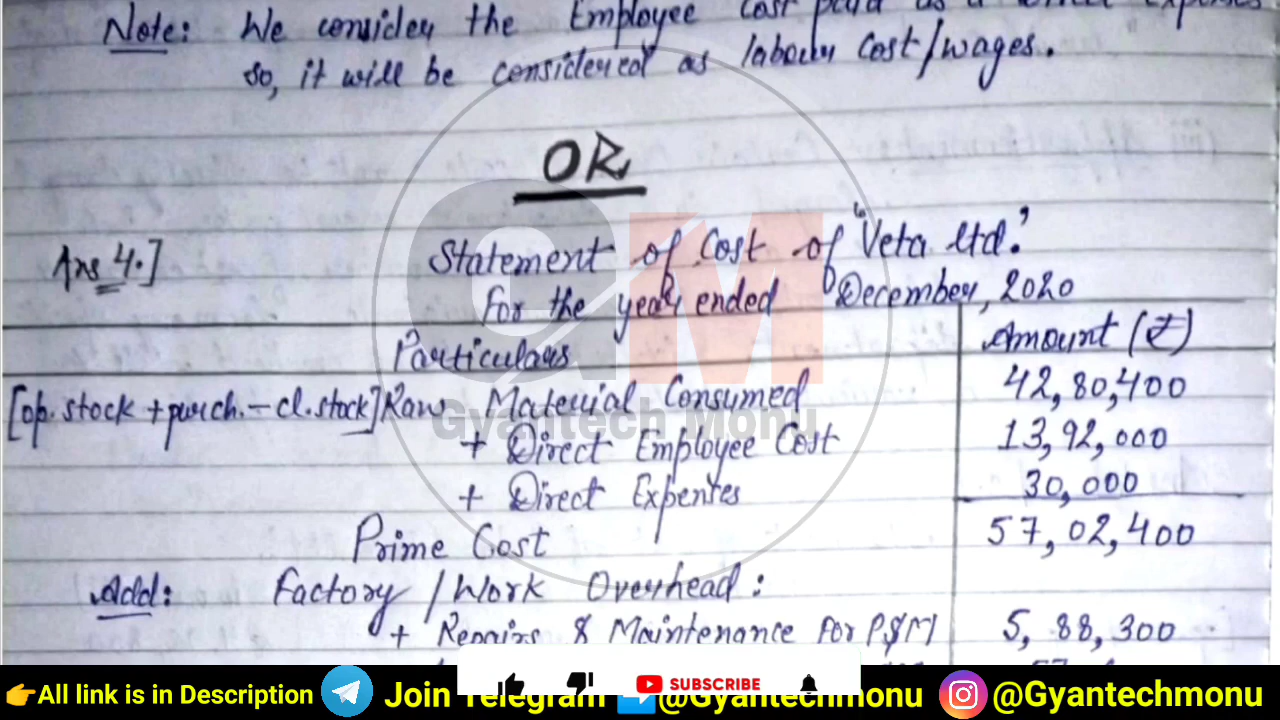 Note: We consider the Employee Cost paid as a
so, it will be considered as labour cost/wages.
OR
Ans 4.]
Statement of Cost of "Veta Ltd.'
For the year ended December, 2020
Particulars Amount (₹)
[op. stock + purch. - cl. stock] Raw Material Consumed 42,80,400
+ Direct Employee Cost 13,92,000
+ Direct Expenses 30,000
Prime Cost 57,02,400
Add: Factory / Work Overhead :
+ Repairs & Maintenance for P&M 5,88,300
GM
Gyantech Monu
👉All link is in Description Join Telegram @Gyantechmonu @Gyantechmonu
SUBSCRIBE